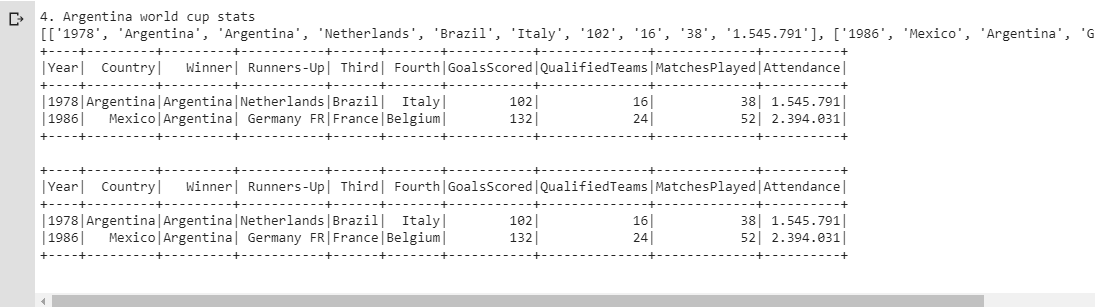 4. Argentina world cup stats
[['1978', 'Argentina', 'Argentina', 'Netherlands', 'Brazil', 'Italy', '102', '16', '38', '1.545.791'], ['1986', 'Mexico', 'Argentina', 'G
+----+---------+---------+-----------+------+-------+-----------+--------------+-------------+----------+
|Year|  Country|   Winner| Runners-Up| Third| Fourth|GoalsScored|QualifiedTeams|MatchesPlayed|Attendance|
+----+---------+---------+-----------+------+-------+-----------+--------------+-------------+----------+
|1978|Argentina|Argentina|Netherlands|Brazil|  Italy|        102|            16|           38| 1.545.791|
|1986|   Mexico|Argentina| Germany FR|France|Belgium|        132|            24|           52| 2.394.031|
+----+---------+---------+-----------+------+-------+-----------+--------------+-------------+----------+
+----+---------+---------+-----------+------+-------+-----------+--------------+-------------+----------+
|Year|  Country|   Winner| Runners-Up| Third| Fourth|GoalsScored|QualifiedTeams|MatchesPlayed|Attendance|
+----+---------+---------+-----------+------+-------+-----------+--------------+-------------+----------+
|1978|Argentina|Argentina|Netherlands|Brazil|  Italy|        102|            16|           38| 1.545.791|
|1986|   Mexico|Argentina| Germany FR|France|Belgium|        132|            24|           52| 2.394.031|
+----+---------+---------+-----------+------+-------+-----------+--------------+-------------+----------+